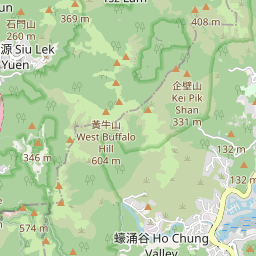 石門山
260 m
369 m
408 m
源 Siu Lek
Yuen
企壁山
Kei Pik
Shan
331 m
黃牛山
West Buffalo
Hill
604 m
346 m
132 m
132 m
574 m
蠔涌谷 Ho Chung
Valley